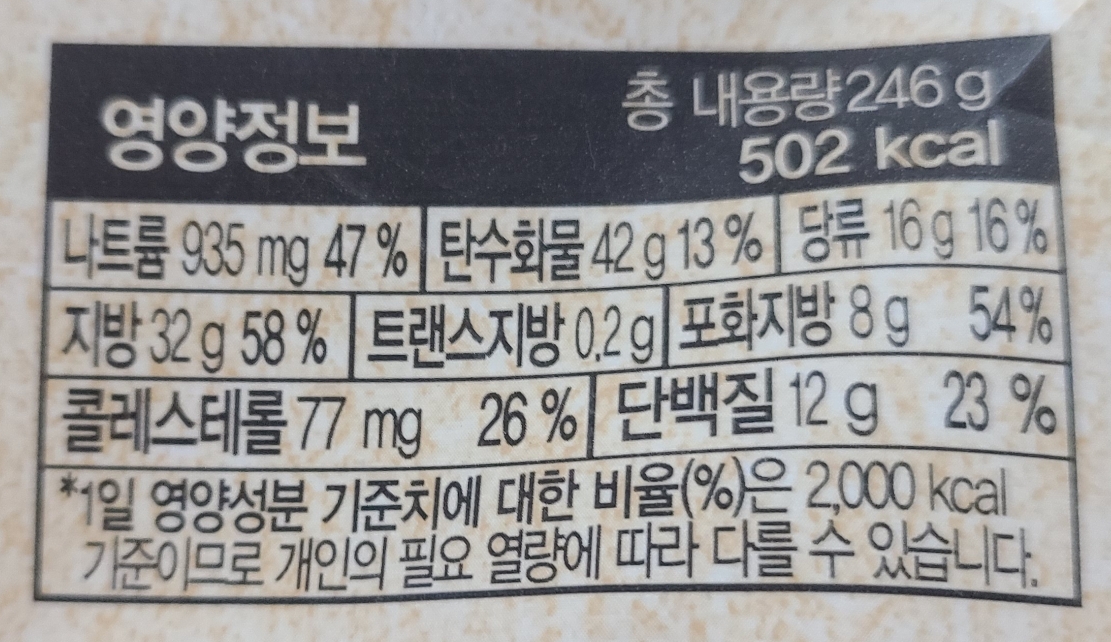 영양정보
총 내용량 246 g
502 kcal
나트륨 935 mg 47 % 탄수화물 42 g 13 % 당류 16 g 16 %
지방 32 g 58 % 트랜스지방 0.2 g 포화지방 8 g 54 %
콜레스테롤 77 mg 26 % 단백질 12 g 23 %
*1일 영양성분 기준치에 대한 비율(%)은 2,000 kcal
기준이므로 개인의 필요 열량에 따라 다를 수 있습니다.